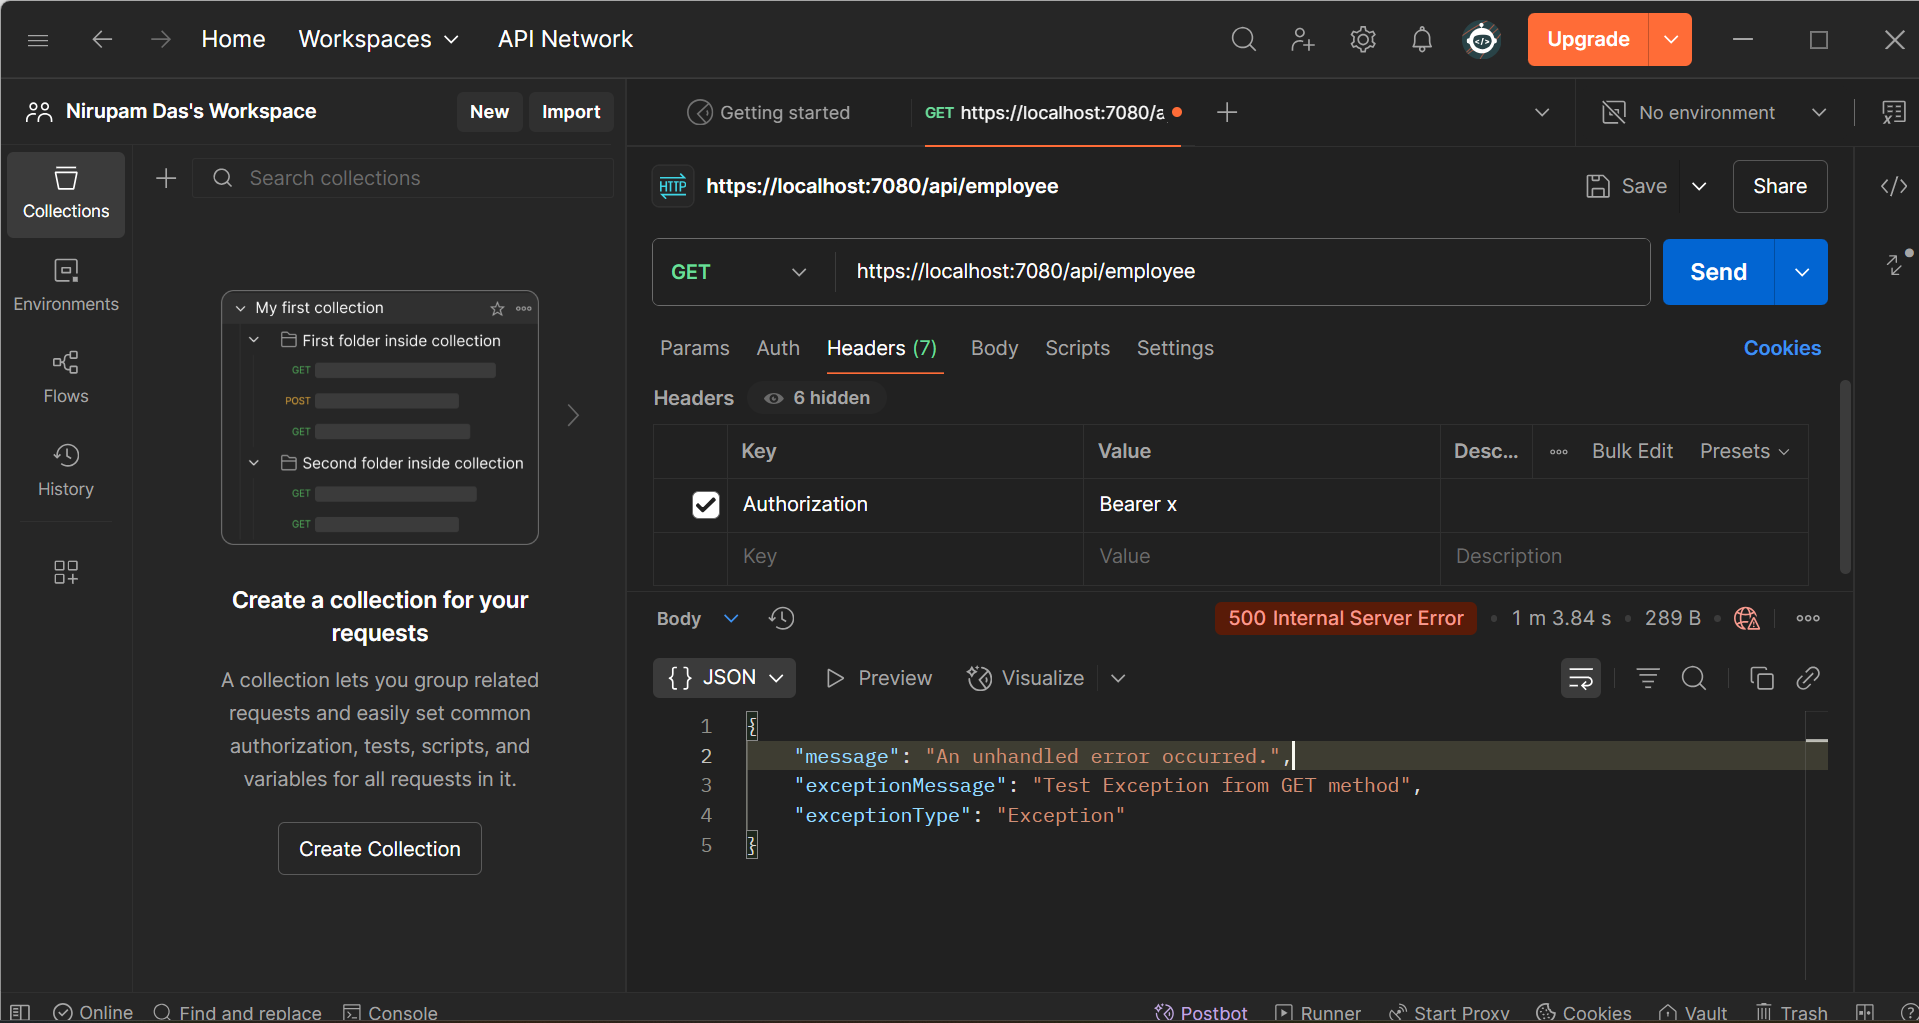 Home Workspaces API Network Upgrade
Nirupam Das's Workspace New Import
Getting started GET https://localhost:7080/a No environment
Collections
Environments
Flows
History
Search collections
My first collection
First folder inside collection
GET
POST
GET
Second folder inside collection
GET
GET
Create a collection for your
requests
A collection lets you group related
requests and easily set common
authorization, tests, scripts, and
variables for all requests in it.
Create Collection
HTTP https://localhost:7080/api/employee Save Share
GET https://localhost:7080/api/employee Send
Params Auth Headers (7) Body Scripts Settings Cookies
Headers 6 hidden
Key Value Desc... Bulk Edit Presets
Authorization Bearer x
Key Value Description
Body 500 Internal Server Error • 1 m 3.84 s • 289 B •
{} JSON Preview Visualize
1 {
2 "message": "An unhandled error occurred.",
3 "exceptionMessage": "Test Exception from GET method",
4 "exceptionType": "Exception"
5 }
Online Find and replace Console Postbot Runner Start Proxy Cookies Vault Trash